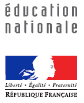 éducation
nationale
Liberté • Égalité • Fraternité
RÉPUBLIQUE FRANÇAISE